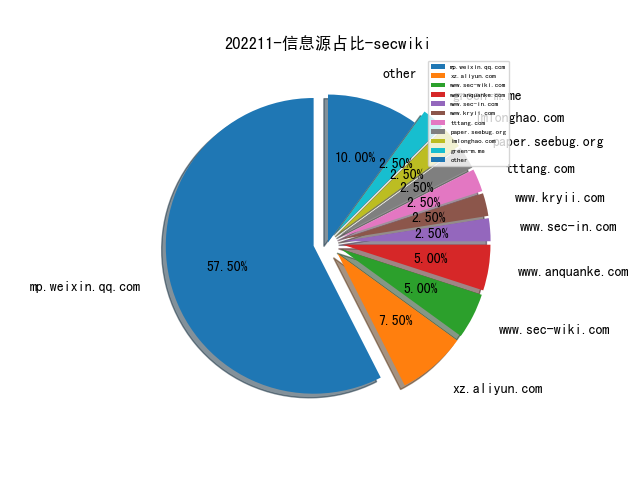 202211-信息源占比-secwiki
other
mp.weixin.qq.com
xz.aliyun.com
www.sec-wiki.com
www.anquanke.com
www.sec-in.com
www.kryii.com
tttang.com
paper.seebug.org
imlonghao.com
green-m.me
other
paper.seebug.org
tttang.com
www.kryii.com
www.sec-in.com
www.anquanke.com
www.sec-wiki.com
xz.aliyun.com
mp.weixin.qq.com
10.00%
2.50%
2.50%
2.50%
2.50%
2.50%
2.50%
5.00%
5.00%
7.50%
57.50%